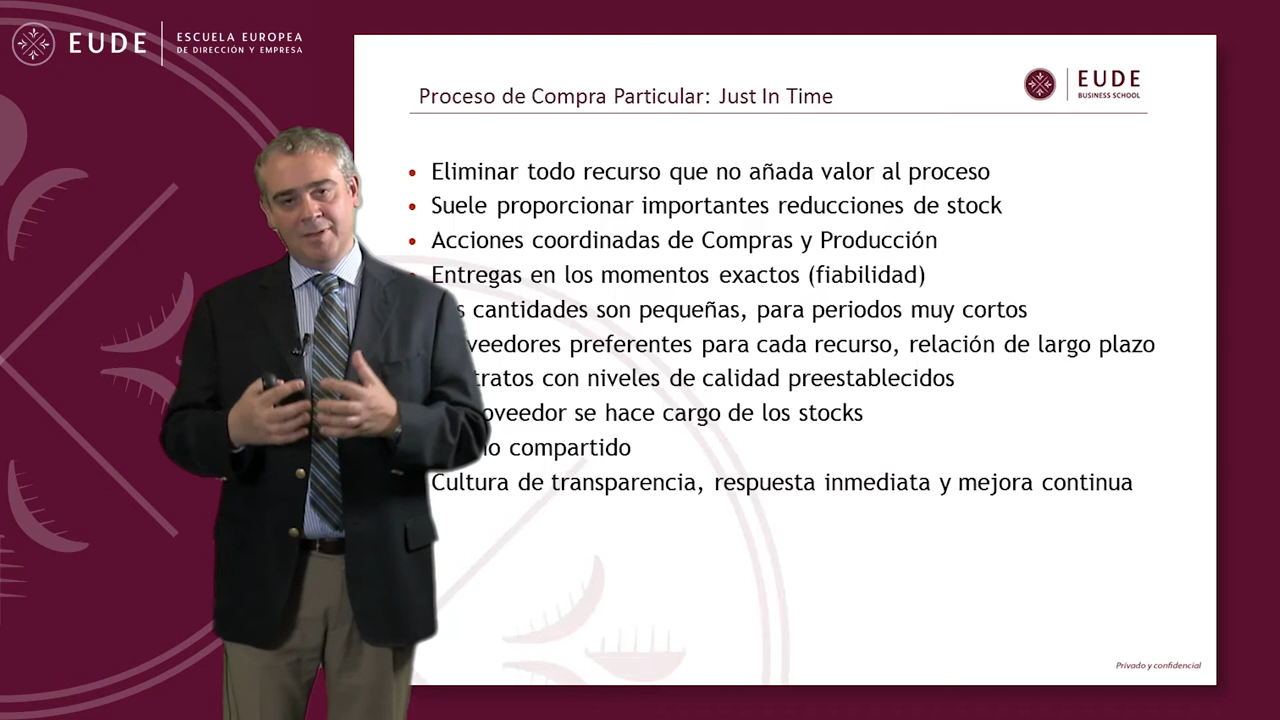 EUDE
ESCUELA EUROPEA
DE DIRECCIÓN Y EMPRESA
Proceso de Compra Particular: Just In Time
EUDE
BUSINESS SCHOOL
• Eliminar todo recurso que no añada valor al proceso
• Suele proporcionar importantes reducciones de stock
• Acciones coordinadas de Compras y Producción
Entregas en los momentos exactos (fiabilidad)
cantidades son pequeñas, para periodos muy cortos
preferentes para cada recurso, relación de largo plazo
con niveles de calidad preestablecidos
se hace cargo de los stocks
compartido
Cultura de transparencia, respuesta inmediata y mejora continua
Privado y confidencial